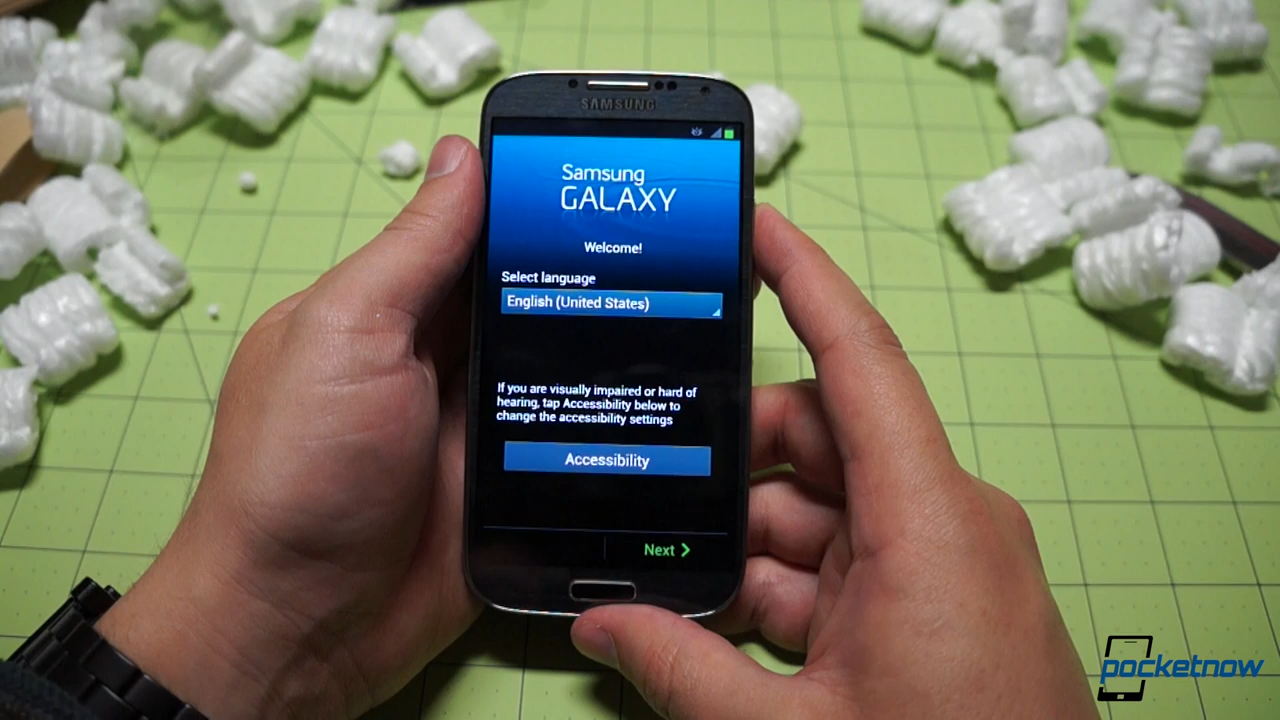 SAMSUNG
Samsung
GALAXY
Welcome!
Select language
English (United States)
If you are visually impaired or hard of
hearing, tap Accessibility below to
change the accessibility settings
Accessibility
Next
pocketnow